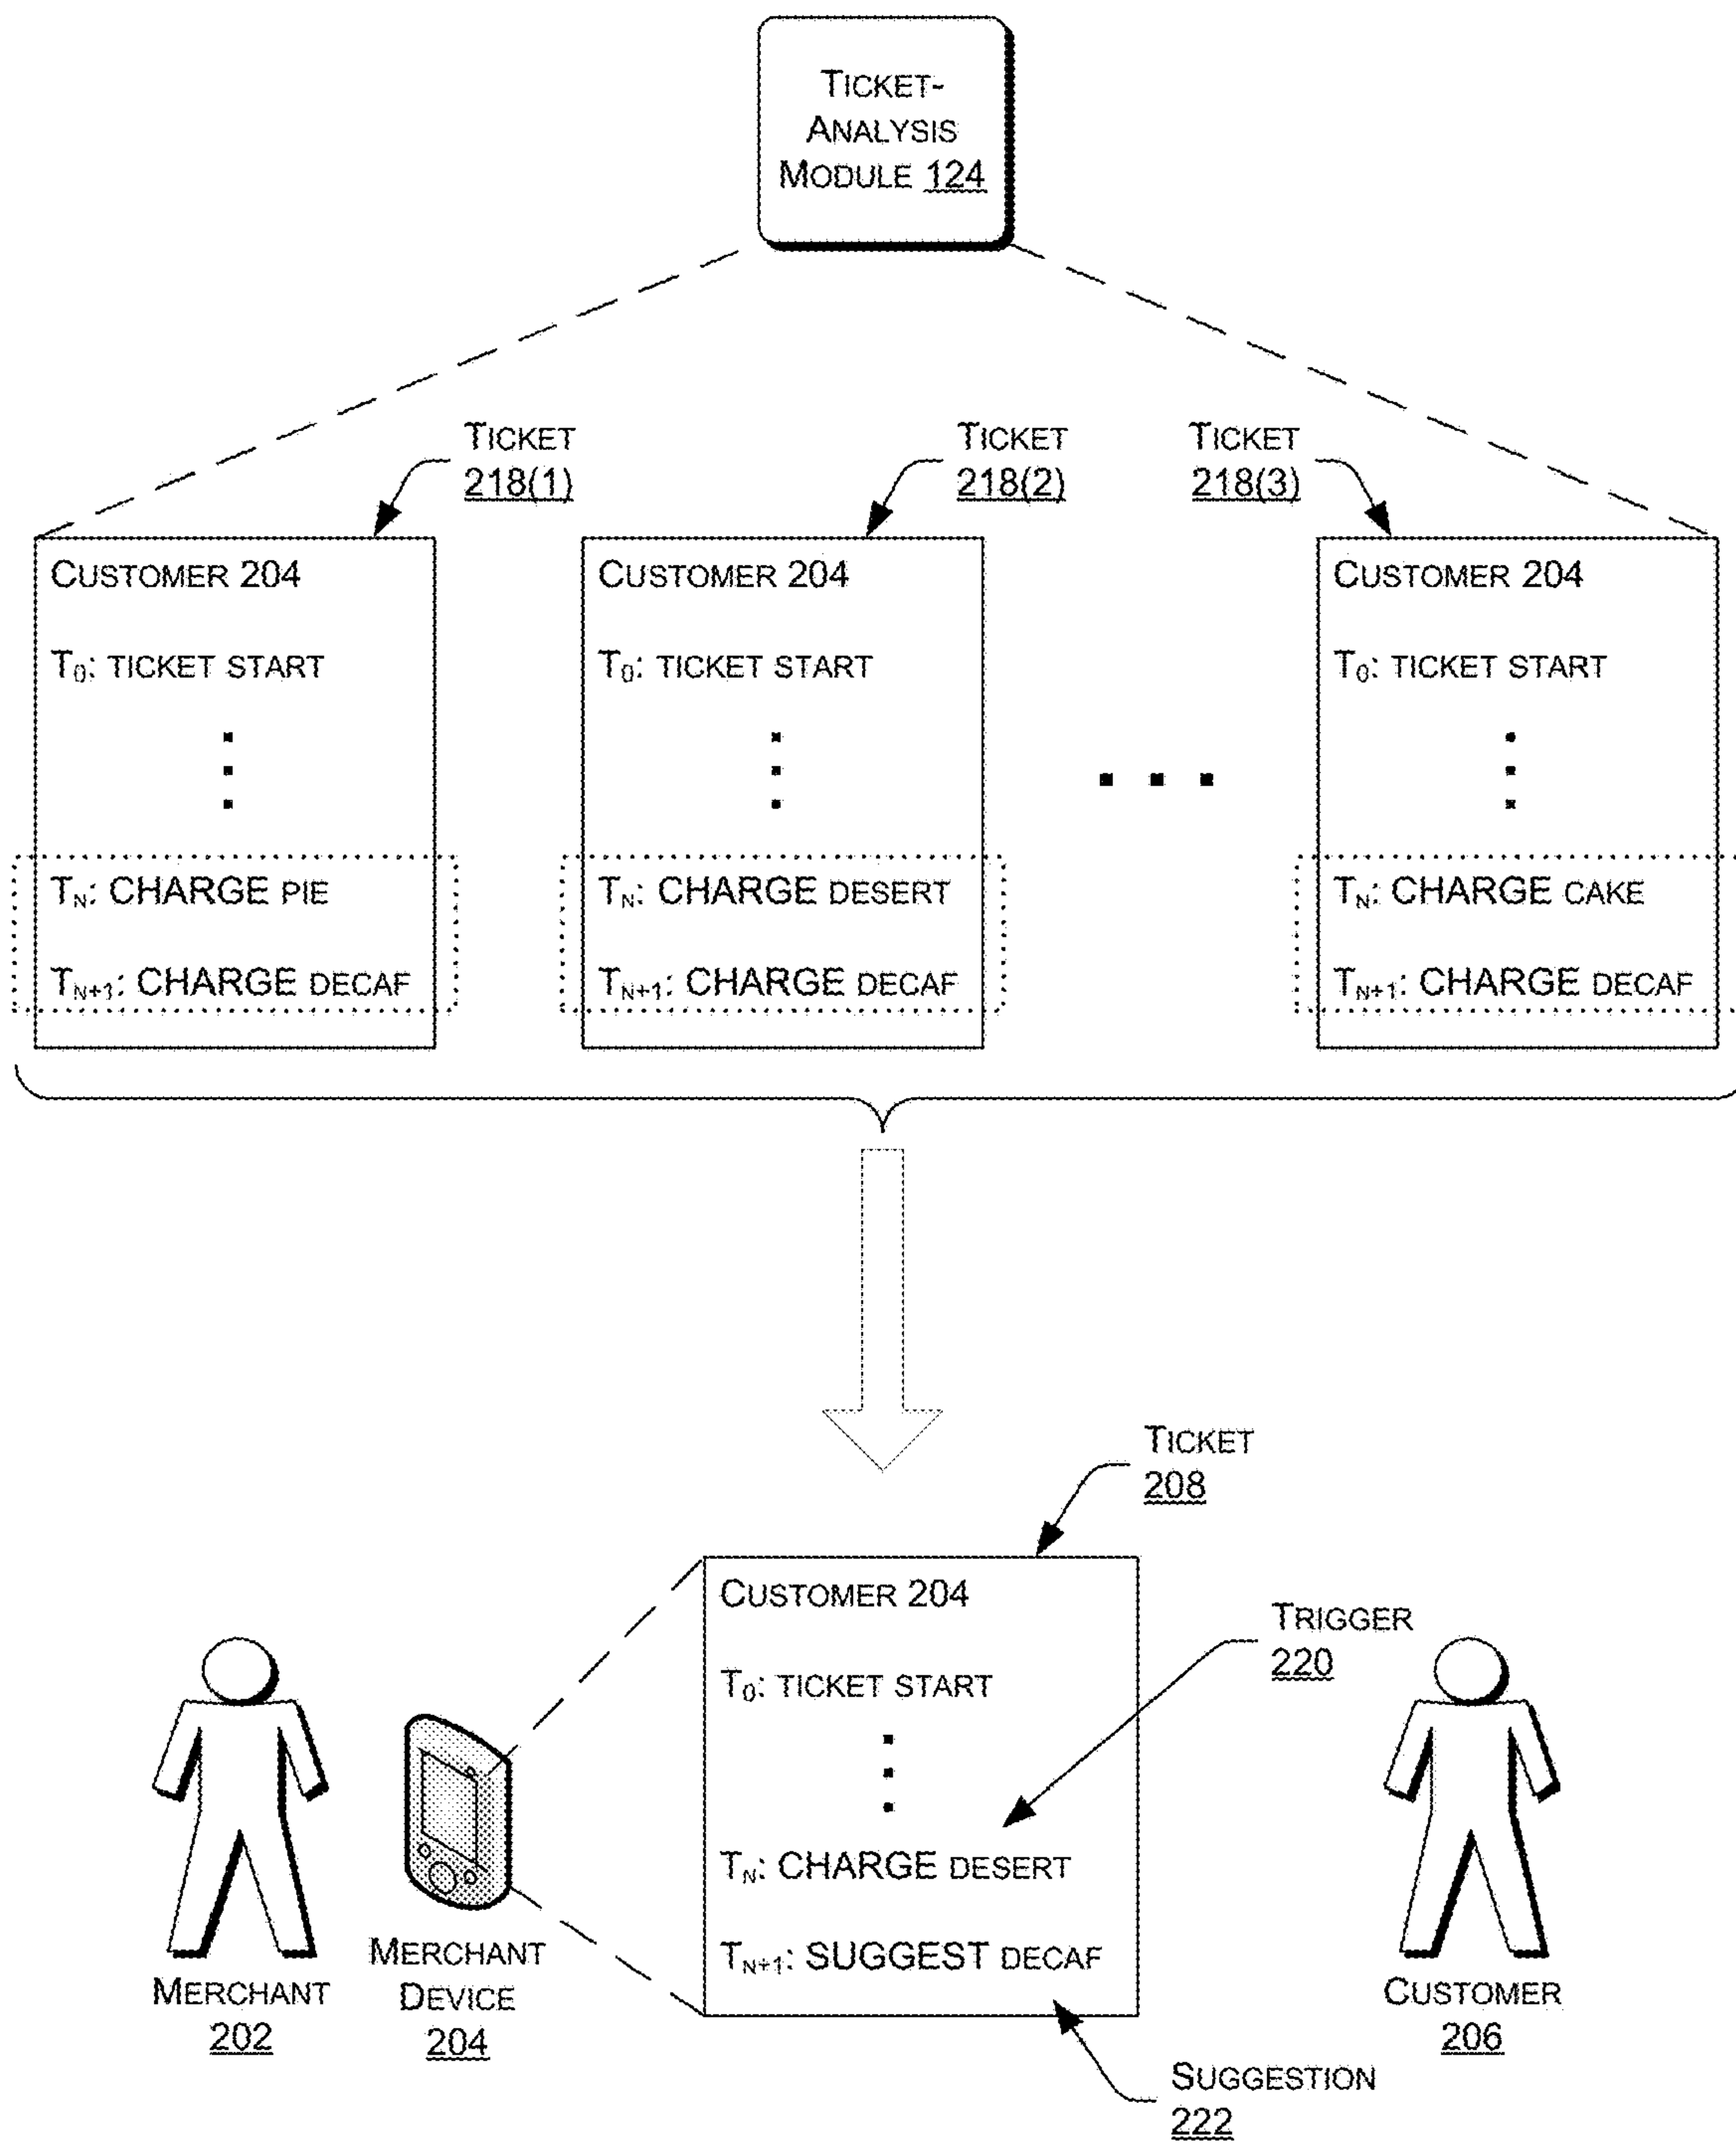 TICKET-
ANALYSIS
MODULE 124
TICKET
218(1)
TICKET
218(2)
TICKET
218(3)
CUSTOMER 204
T0: TICKET START
TN: CHARGE PIE
TN+1: CHARGE DECAF
CUSTOMER 204
T0: TICKET START
TN: CHARGE DESERT
TN+1: CHARGE DECAF
CUSTOMER 204
T0: TICKET START
TN: CHARGE CAKE
TN+1: CHARGE DECAF
TICKET
208
CUSTOMER 204
T0: TICKET START
TN: CHARGE DESERT
TN+1: SUGGEST DECAF
TRIGGER
220
MERCHANT
202
MERCHANT
DEVICE
204
CUSTOMER
206
SUGGESTION
222